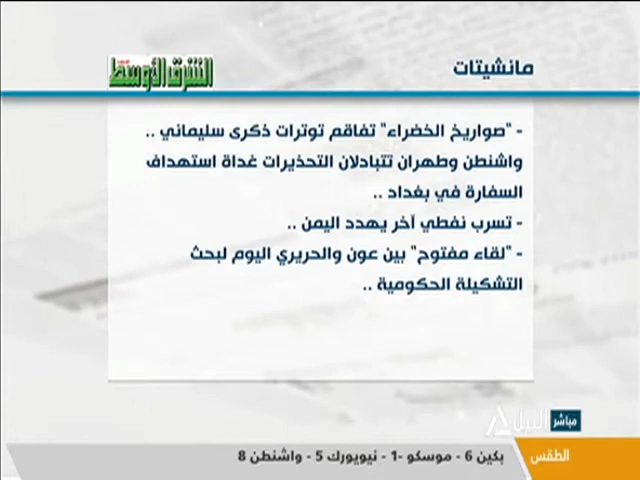 مانشيتات
الشرق الأوسط
- "صواريخ الخضراء" تفاقم توترات ذكرى سليماني ..
واشنطن وطهران تتبادلان التحذيرات غداة استهداف
السفارة في بغداد ..
- تسرب نفطي آخر يهدد اليمن ..
- "لقاء مفتوح" بين عون والحريري اليوم لبحث
التشكيلة الحكومية ..
مباشر النيل
الطقس
بكين 6 - موسكو -1 - نيويورك 5 - واشنطن 8